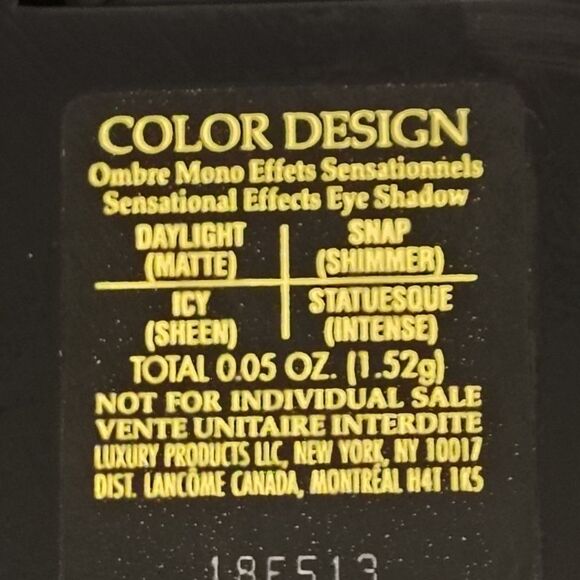 COLOR DESIGN
Ombre Mono Effets Sensationnels
Sensational Effects Eye Shadow
DAYLIGHT SNAP
(MATTE) (SHIMMER)
ICY STATUESQUE
(SHEEN) (INTENSE)
TOTAL 0.05 OZ. (1.52g)
NOT FOR INDIVIDUAL SALE
VENTE UNITAIRE INTERDITE
LUXURY PRODUCTS LLC, NEW YORK, NY 10017
DIST. LANCÔME CANADA, MONTRÉAL H4T 1K5